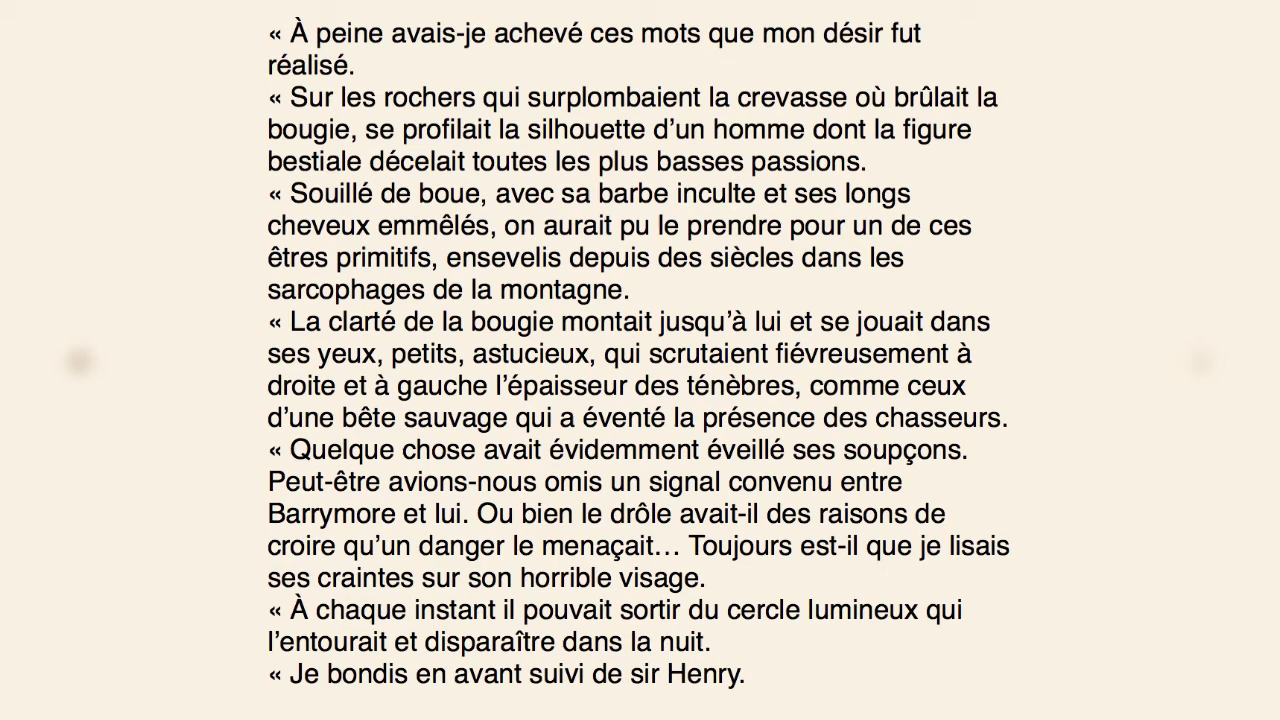 « À peine avais-je achevé ces mots que mon désir fut
réalisé.
« Sur les rochers qui surplombaient la crevasse où brûlait la
bougie, se profilait la silhouette d’un homme dont la figure
bestiale décelait toutes les plus basses passions.
« Souillé de boue, avec sa barbe inculte et ses longs
cheveux emmêlés, on aurait pu le prendre pour un de ces
êtres primitifs, ensevelis depuis des siècles dans les
sarcophages de la montagne.
« La clarté de la bougie montait jusqu’à lui et se jouait dans
ses yeux, petits, astucieux, qui scrutaient fiévreusement à
droite et à gauche l’épaisseur des ténèbres, comme ceux
d’une bête sauvage qui a éventé la présence des chasseurs.
« Quelque chose avait évidemment éveillé ses soupçons.
Peut-être avions-nous omis un signal convenu entre
Barrymore et lui. Ou bien le drôle avait-il des raisons de
croire qu’un danger le menaçait… Toujours est-il que je lisais
ses craintes sur son horrible visage.
« À chaque instant il pouvait sortir du cercle lumineux qui
l’entourait et disparaître dans la nuit.
« Je bondis en avant suivi de sir Henry.